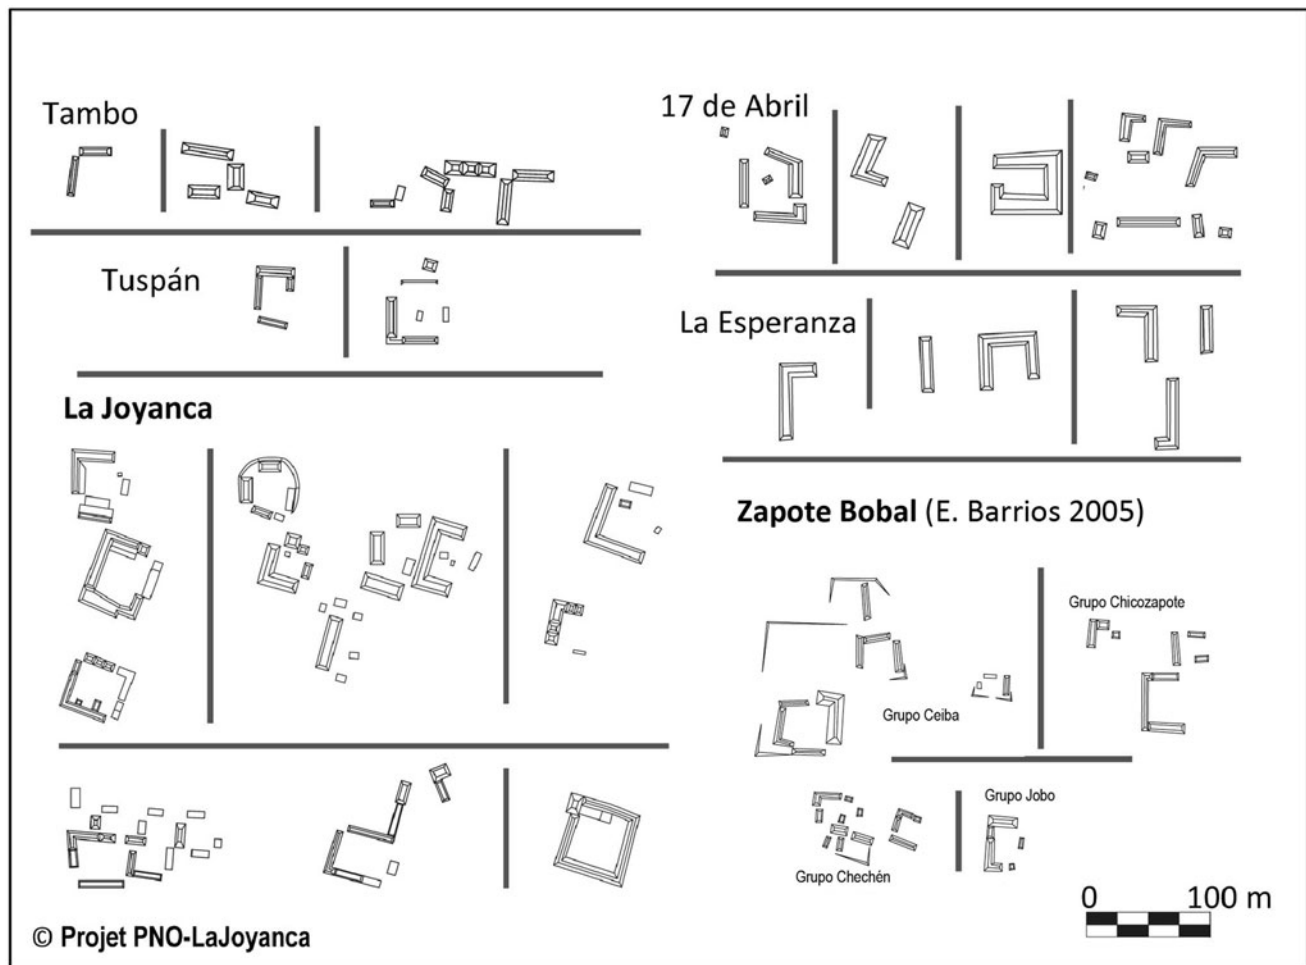 Tambo
17 de Abril
Tuspán
La Esperanza
La Joyanca
Zapote Bobal (E. Barrios 2005)
Grupo Chicozapote
Grupo Ceiba
Grupo Jobo
Grupo Chechén
0 100 m
© Projet PNO-LaJoyanca